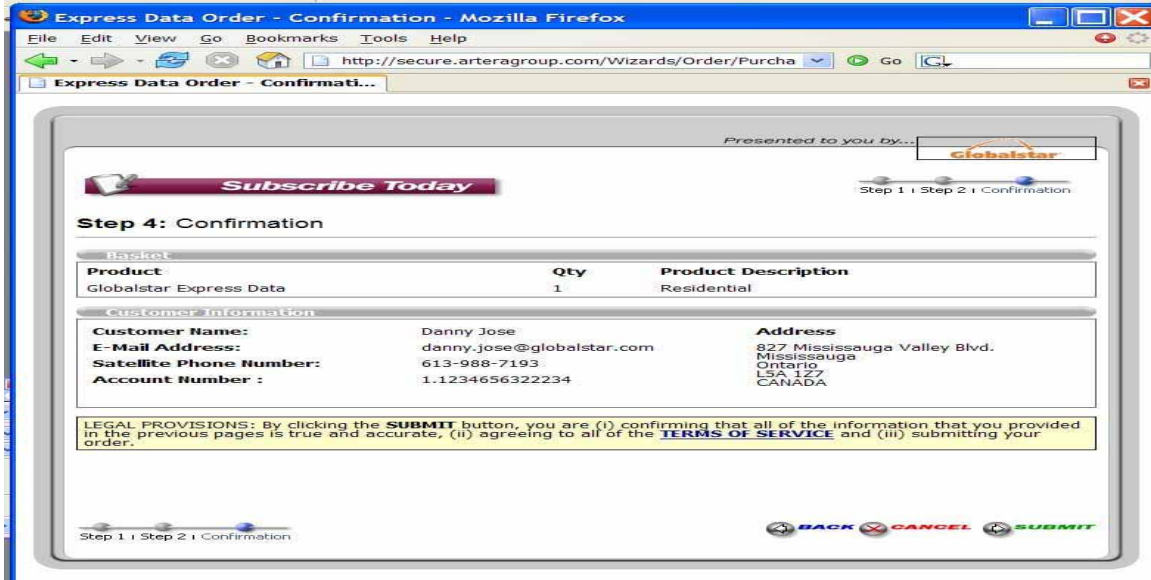 Express Data Order - Confirmation - Mozilla Firefox
File Edit View Go Bookmarks Tools Help
http://secure.arteragroup.com/Wizards/Order/Purcha Go G
Express Data Order - Confirmati...
Presented to you by...
Globalstar
Subscribe Today
Step 1 Step 2 Confirmation
Step 4: Confirmation
Basket
Product Qty Product Description
Globalstar Express Data 1 Residential
Customer Information
Customer Name: Danny Jose Address
E-Mail Address: danny.jose@globalstar.com 827 Mississauga Valley Blvd.
Mississauga
Satellite Phone Number: 613-988-7193 Ontario
L5A 1Z7
Account Number : 1.1234656322234 CANADA
LEGAL PROVISIONS: By clicking the SUBMIT button, you are (i) confirming that all of the information that you provided
in the previous pages is true and accurate, (ii) agreeing to all of the TERMS OF SERVICE and (iii) submitting your
order.
BACK CANCEL SUBMIT
Step 1 Step 2 Confirmation